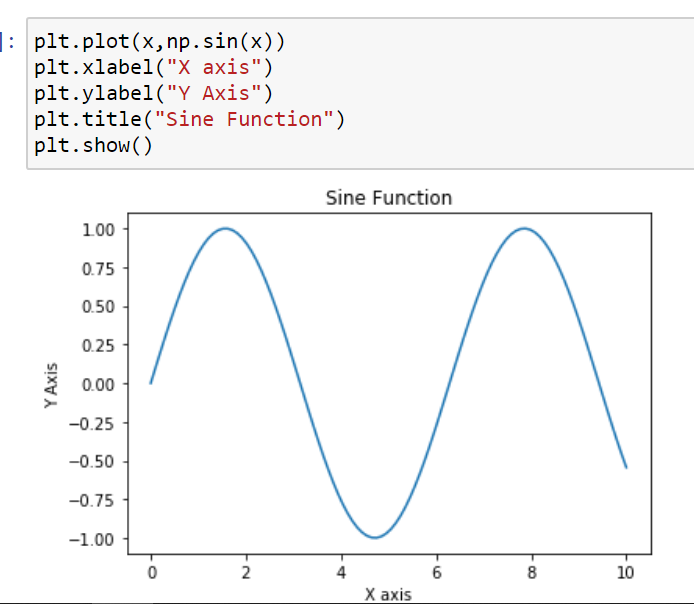 ]:
plt.plot(x,np.sin(x))
plt.xlabel("X axis")
plt.ylabel("Y Axis")
plt.title("Sine Function")
plt.show()
Sine Function
1.00
0.75
0.50
0.25
0.00
−0.25
−0.50
−0.75
−1.00
Y Axis
0 2 4 6 8 10
X axis